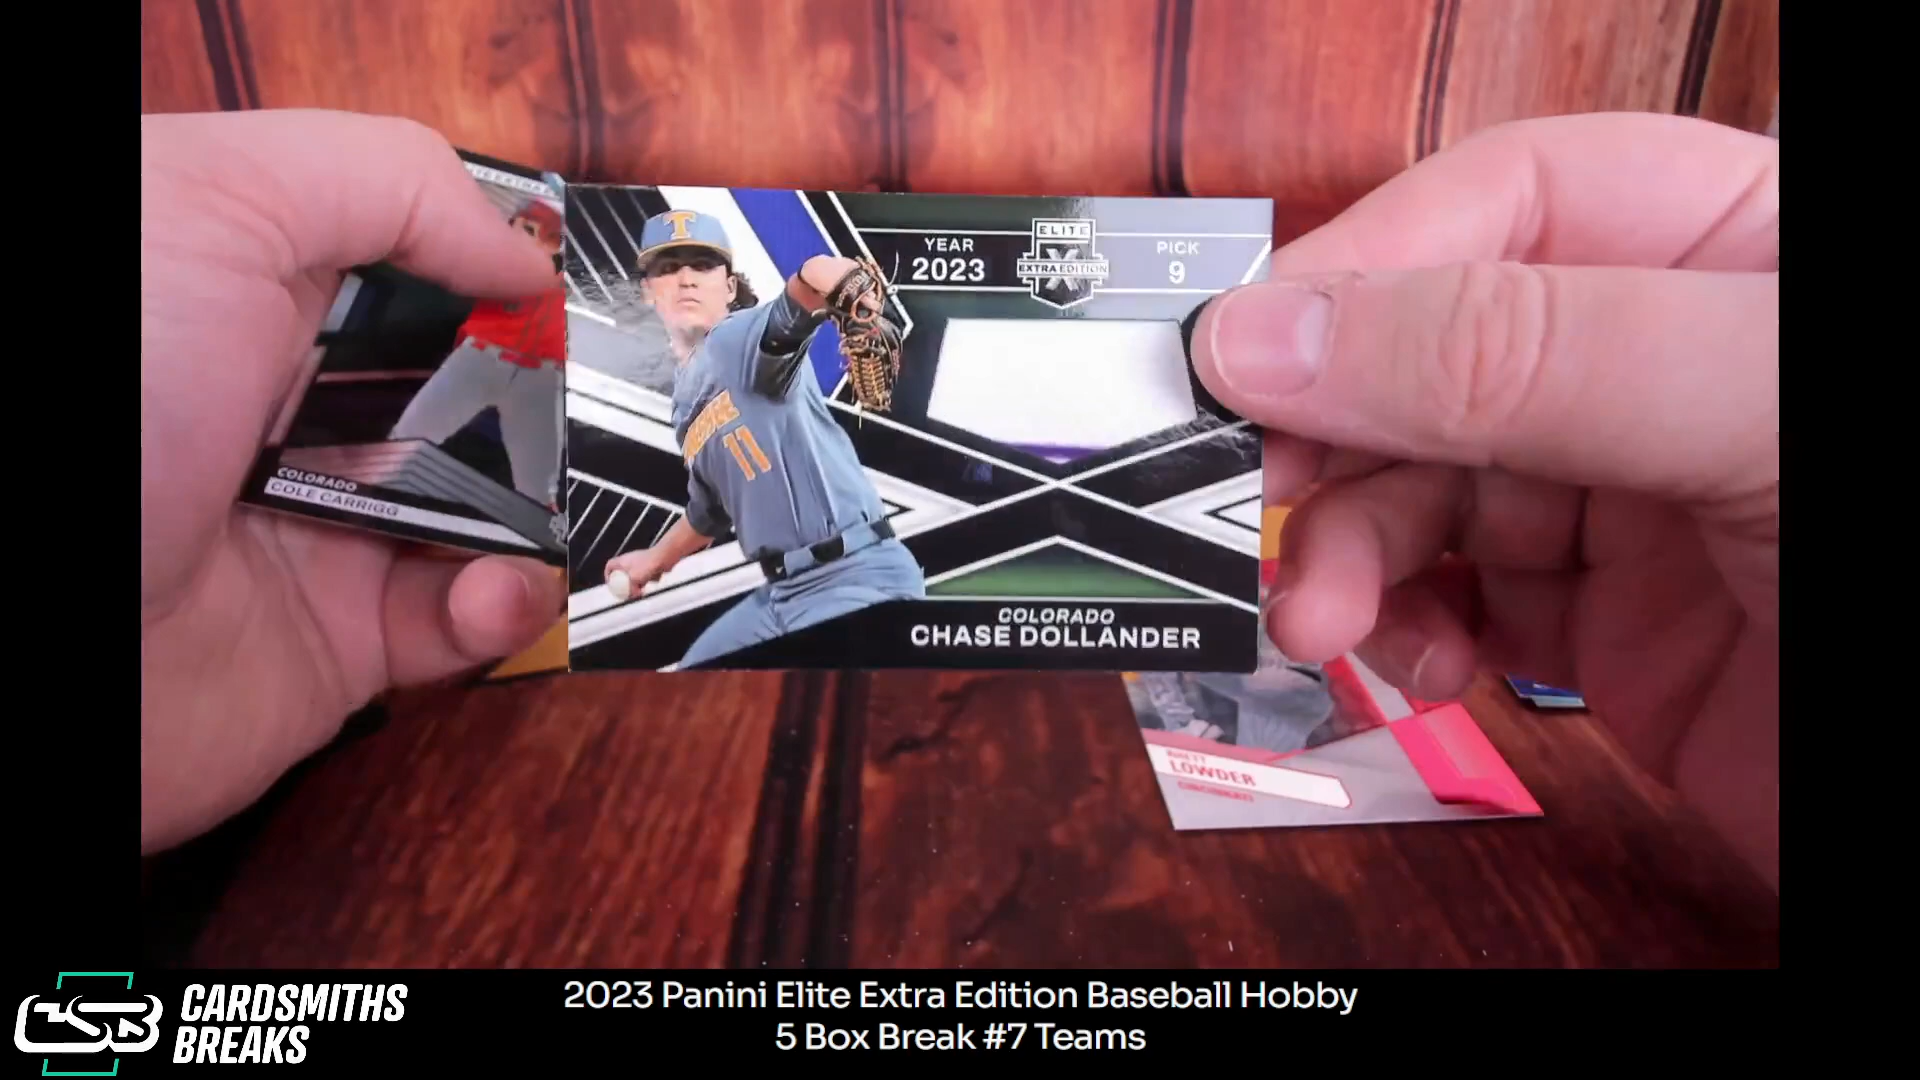 T
YEAR
2023
ELITE
X
EXTRA EDITION
PICK
9
11
COLORADO
CHASE DOLLANDER
COLORADO
COLE CARRIGG
LOWDER
CSB
CARDSMITHS
BREAKS
2023 Panini Elite Extra Edition Baseball Hobby
5 Box Break #7 Teams